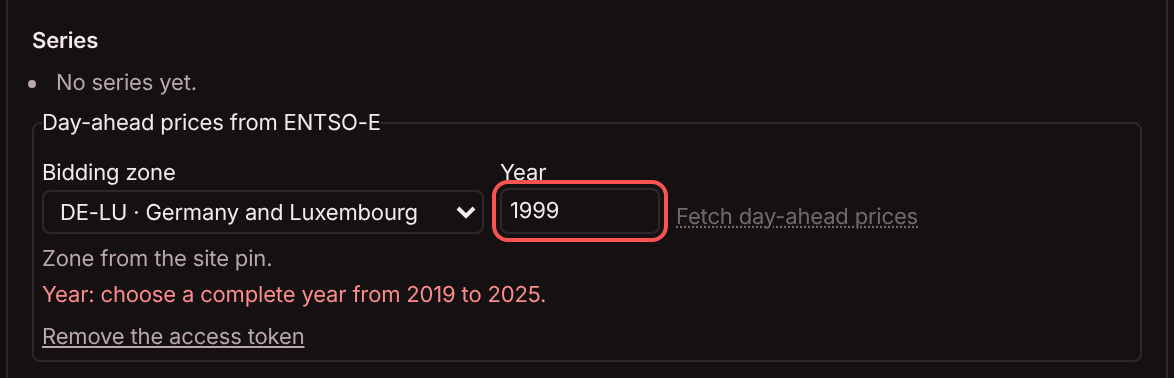 Series
No series yet.
Day-ahead prices from ENTSO-E
Bidding zone Year
DE-LU · Germany and Luxembourg 1999 Fetch day-ahead prices
Zone from the site pin.
Year: choose a complete year from 2019 to 2025.
Remove the access token